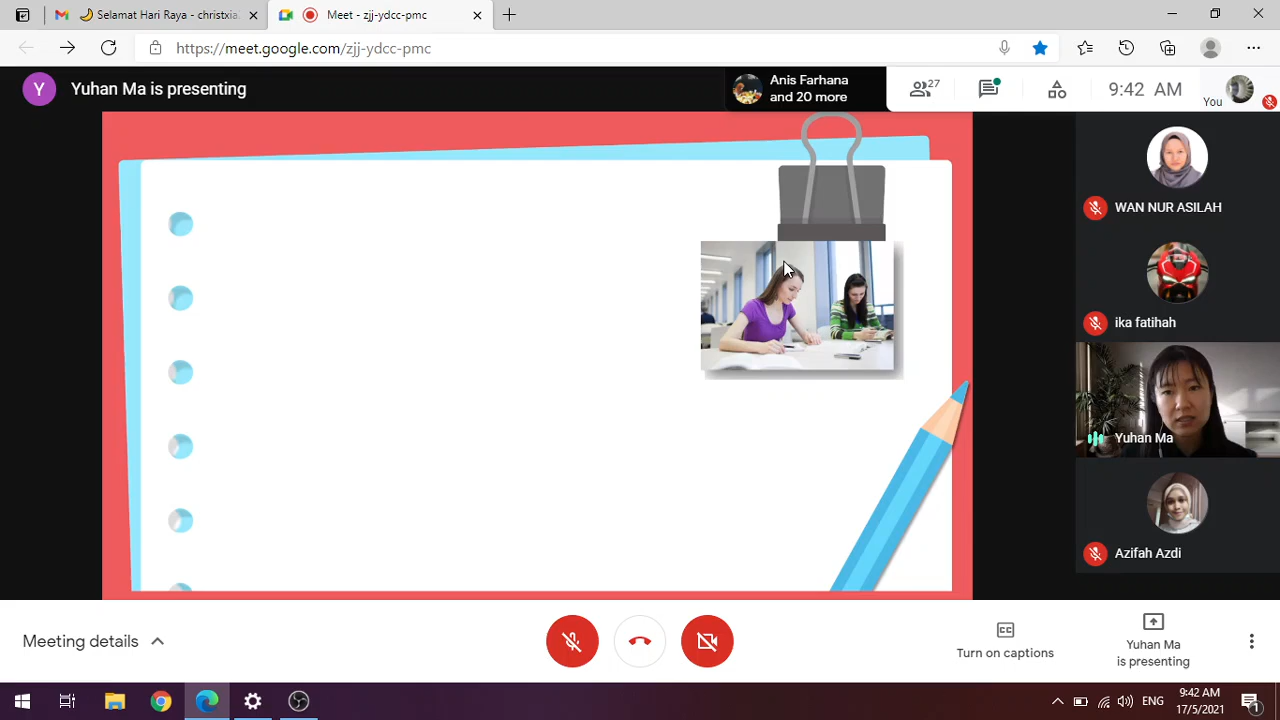 🌙 Selamat Hari Raya - christxia.
Meet - zjj-ydcc-pmc
https://meet.google.com/zjj-ydcc-pmc
Y
Yuhan Ma is presenting
Anis Farhana
and 20 more
27
9:42 AM
You
WAN NUR ASILAH
ika fatihah
Yuhan Ma
Azifah Azdi
Meeting details
CC
Turn on captions
Yuhan Ma
is presenting
ENG
9:42 AM
17/5/2021
1